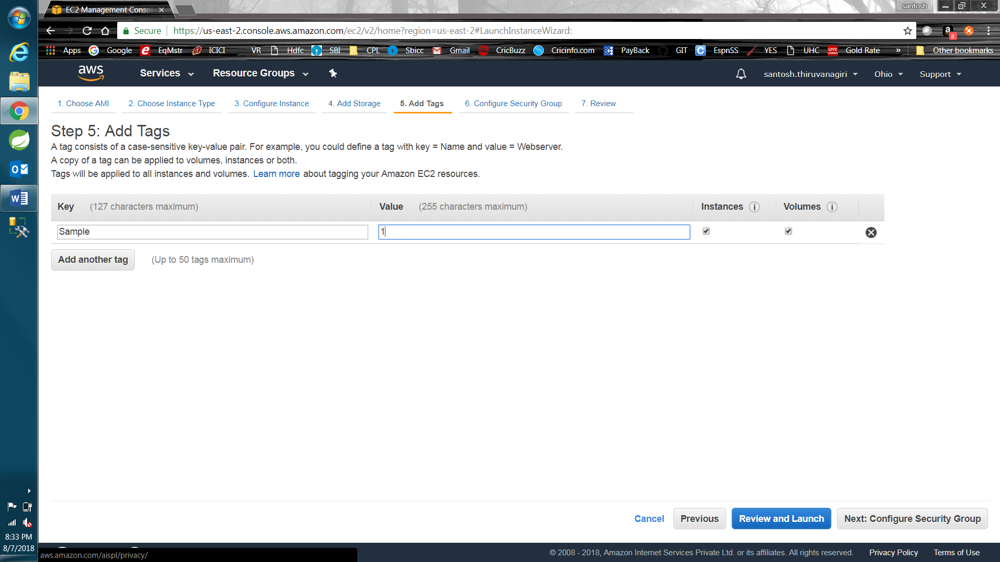 EC2 Management Conso
santosh
Secure https://us-east-2.console.aws.amazon.com/ec2/v2/home?region=us-east-2#LaunchInstanceWizard:
8
Apps Google EqMstr ICICI VR Hdfc SBI CPL Sbicc Gmail CricBuzz Cricinfo.com PayBack GIT EspnSS YES UHC LIVE CHENNAI Gold Rate » Other bookmarks
aws Services Resource Groups santosh.thiruvanagiri Ohio Support
1. Choose AMI 2. Choose Instance Type 3. Configure Instance 4. Add Storage 5. Add Tags 6. Configure Security Group 7. Review
Step 5: Add Tags
A tag consists of a case-sensitive key-value pair. For example, you could define a tag with key = Name and value = Webserver.
A copy of a tag can be applied to volumes, instances or both.
Tags will be applied to all instances and volumes. Learn more about tagging your Amazon EC2 resources.
Key (127 characters maximum) Value (255 characters maximum) Instances Volumes
Sample 1
Add another tag (Up to 50 tags maximum)
Cancel Previous Review and Launch Next: Configure Security Group
8:33 PM
8/7/2018
aws.amazon.com/aispl/privacy/
© 2008 - 2018, Amazon Internet Services Private Ltd. or its affiliates. All rights reserved. Privacy Policy Terms of Use